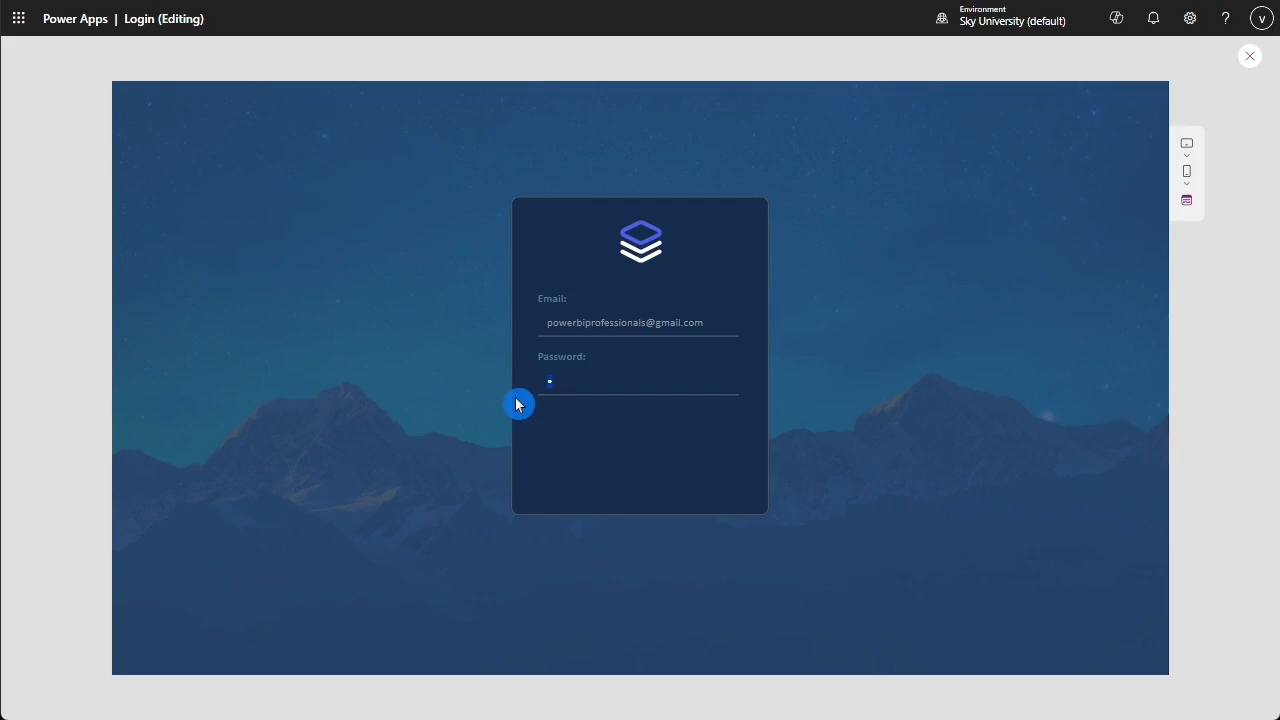 Power Apps | Login (Editing)
Environment
Sky University (default)
?
v
Email:
powerbiprofessionals@gmail.com
Password:
•